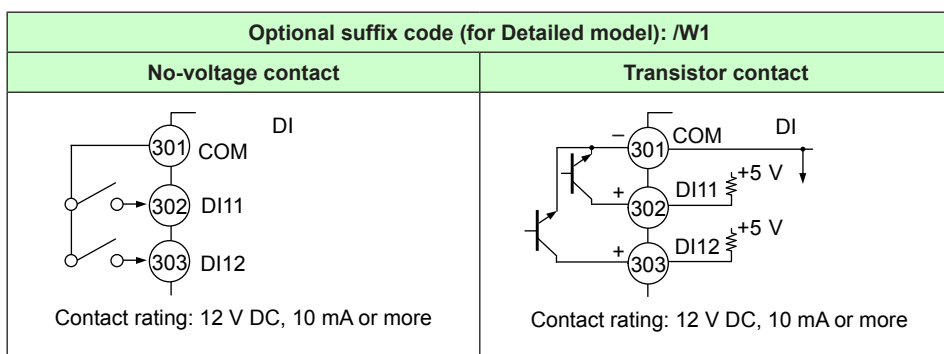 Optional suffix code (for Detailed model): /W1
No-voltage contact
Transistor contact
DI
301 COM
302 DI11
303 DI12
Contact rating: 12 V DC, 10 mA or more
DI
– 301 COM
+5 V
+ 302 DI11
+5 V
+ 303 DI12
Contact rating: 12 V DC, 10 mA or more